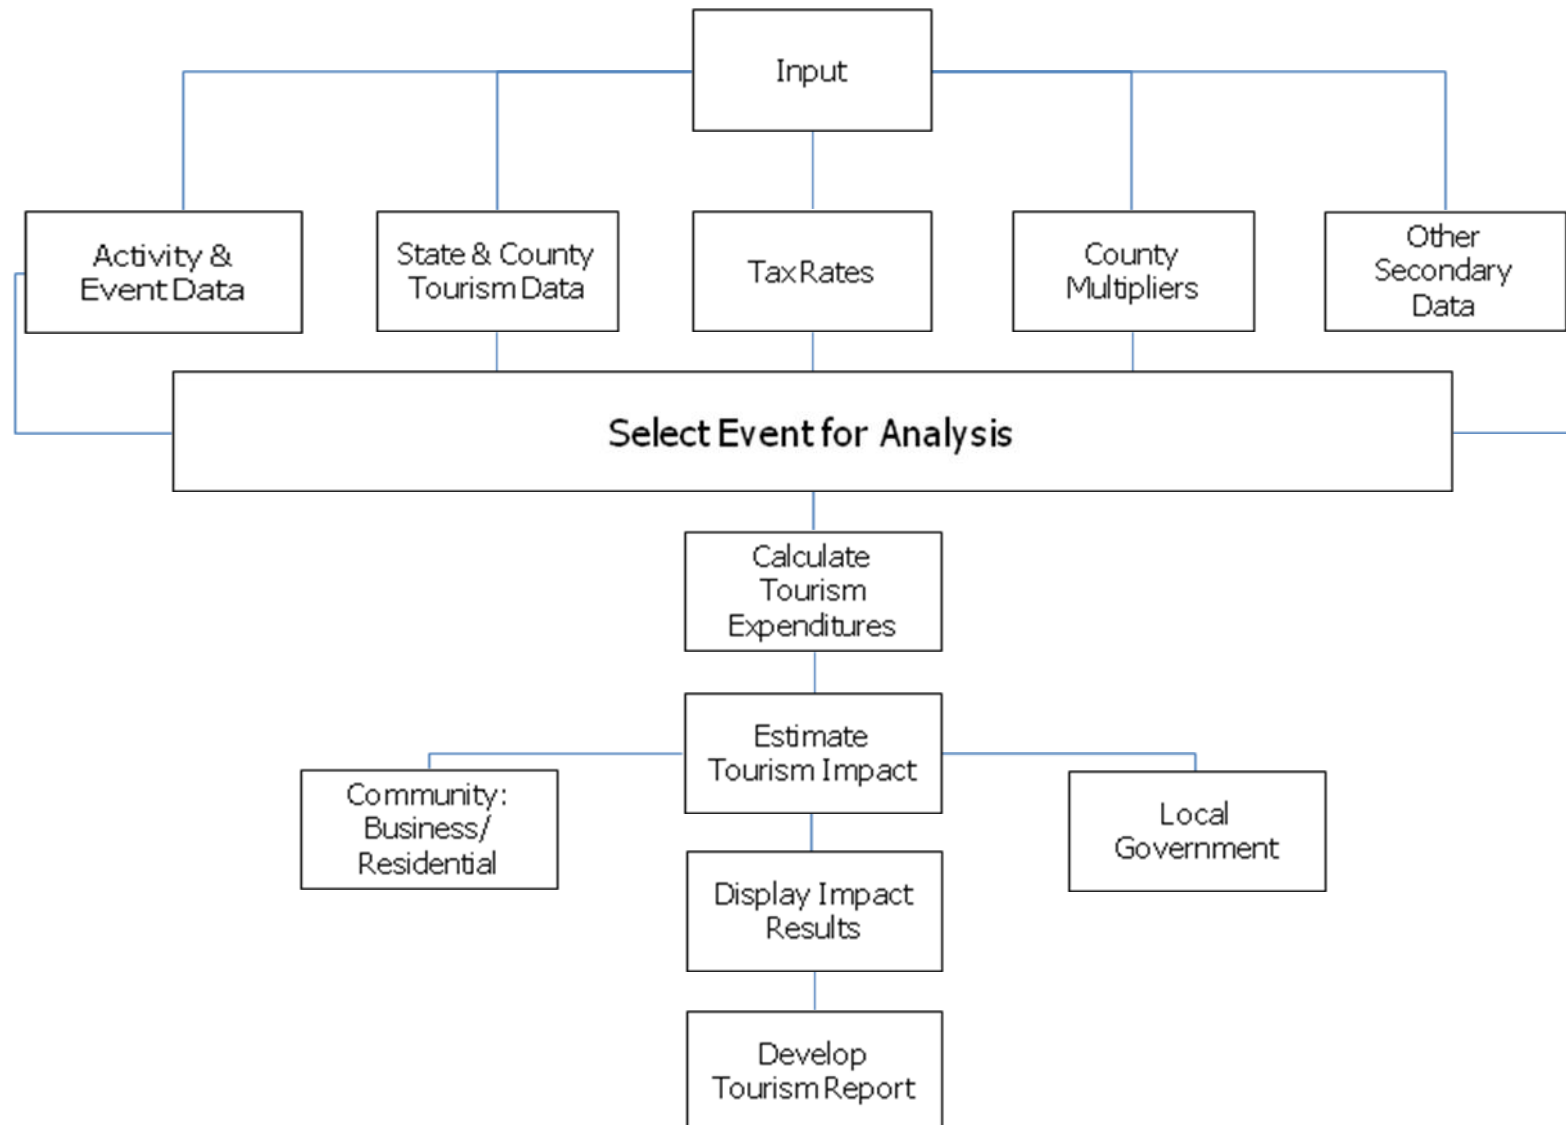 Input
Activity &
Event Data
State & County
Tourism Data
Tax Rates
County
Multipliers
Other
Secondary
Data
Select Event for Analysis
Calculate
Tourism
Expenditures
Estimate
Tourism Impact
Community:
Business/
Residential
Local
Government
Display Impact
Results
Develop
Tourism Report